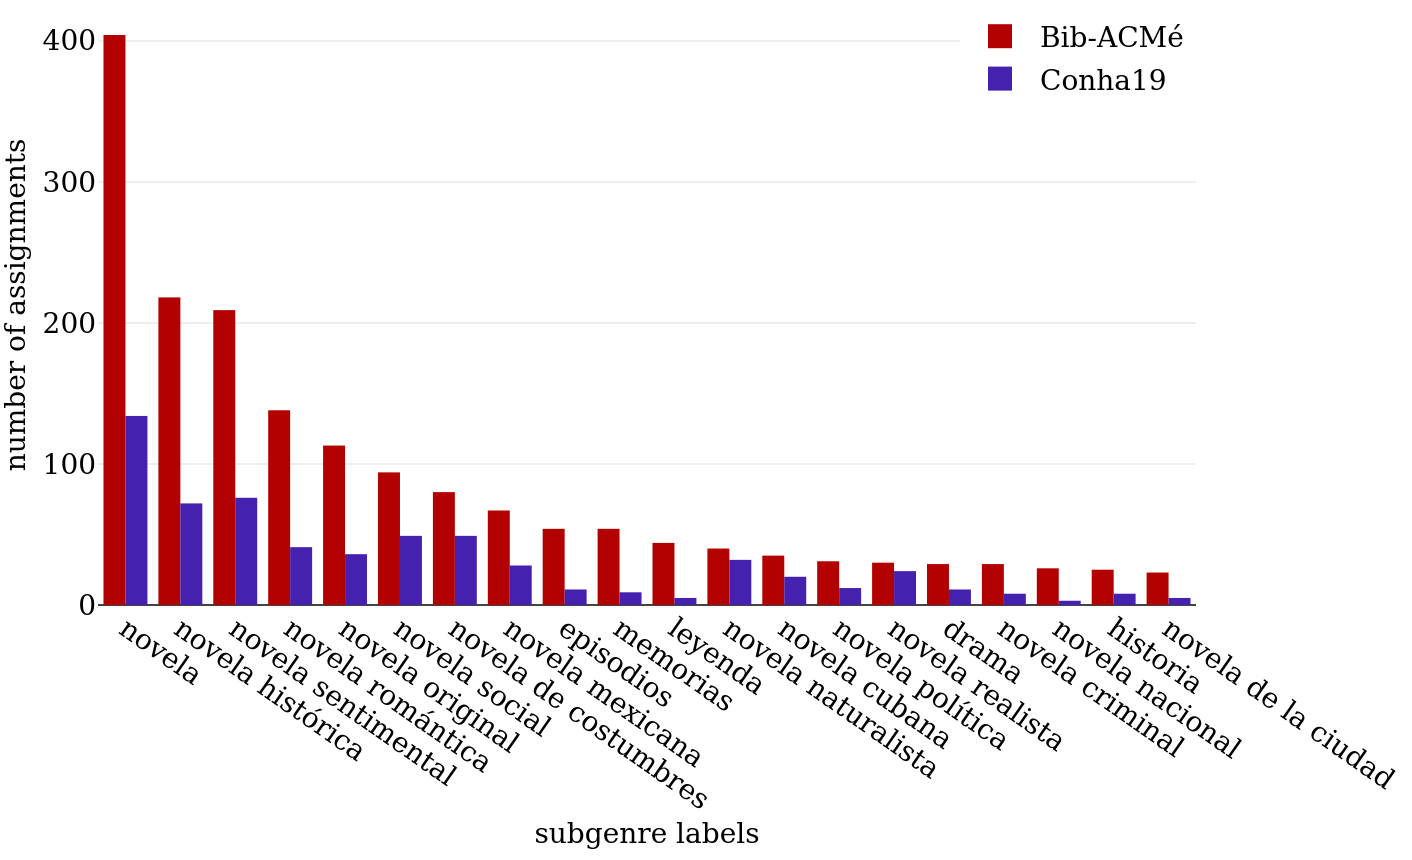 400
300
200
100
0
number of assignments
Bib-ACMé
Conha19
novela
novela histórica
novela sentimental
novela romántica
novela original
novela social
novela de costumbres
novela mexicana
episodios
memorias
leyenda
novela naturalista
novela cubana
novela política
novela realista
drama
novela criminal
novela nacional
historia
novela de la ciudad
subgenre labels